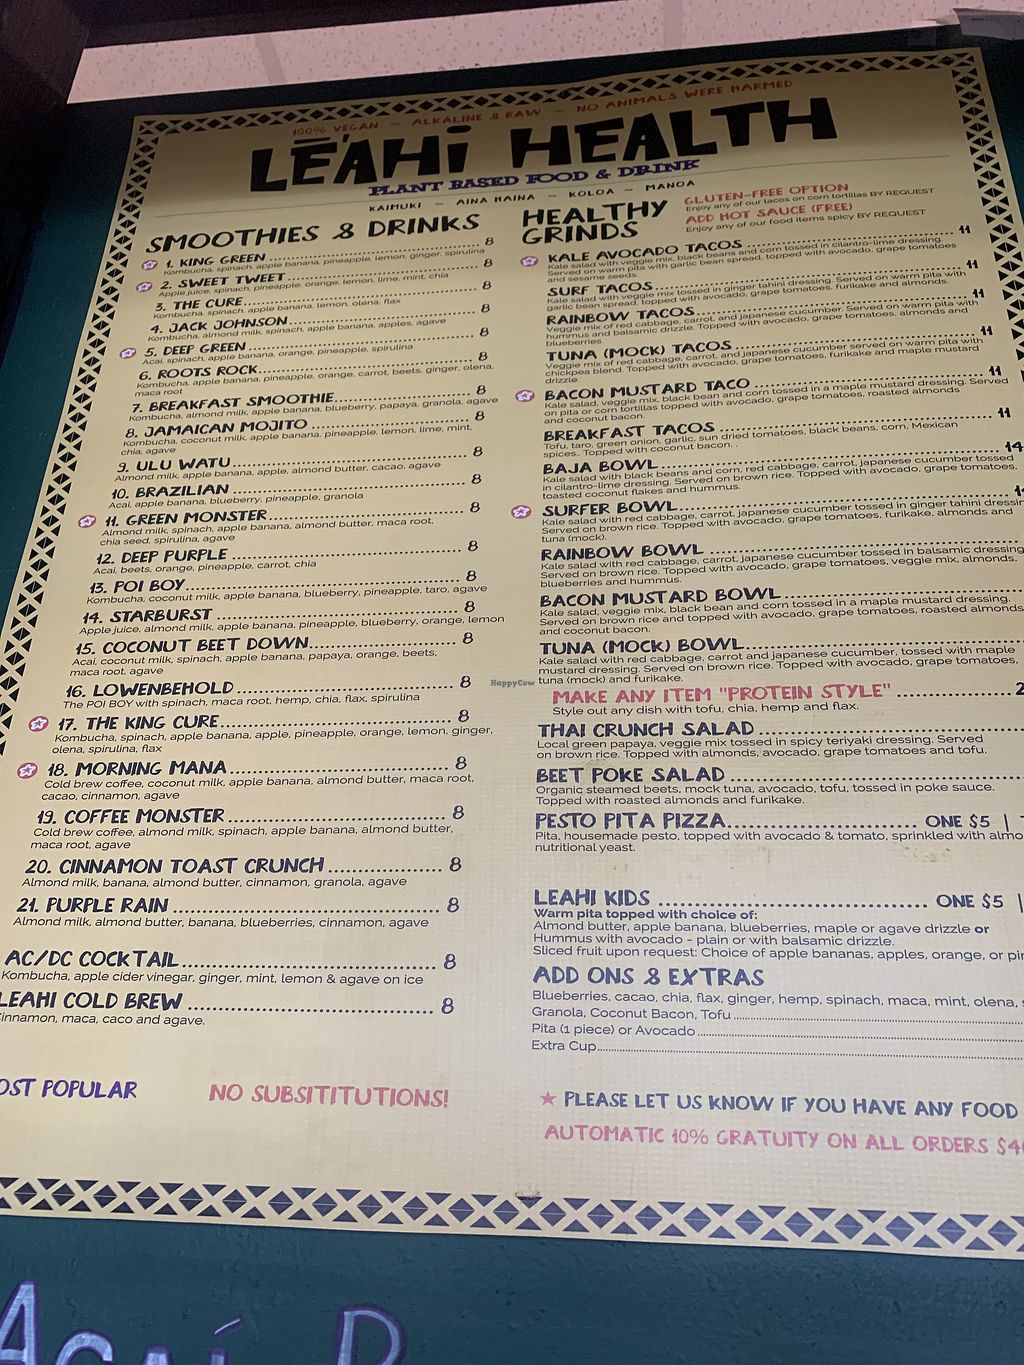 100% VEGAN ~ ALKALINE & RAW ~ NO ANIMALS WERE HARMED
LĒ'AHI HEALTH
PLANT BASED FOOD & DRINK
KAIMUKI ~ AINA HAINA ~ KOLOA ~ MANOA
SMOOTHIES & DRINKS
1. KING GREEN 8
Kombucha, spinach, apple banana, pineapple, lemon, ginger, spirulina
2. SWEET TWEET 8
Apple juice, spinach, pineapple, orange, lemon, lime, mint, chia
3. THE CURE 8
Kombucha, spinach, apple banana, lemon, olena, flax
4. JACK JOHNSON 8
Kombucha, almond milk, spinach, apple banana, apples, agave
5. DEEP GREEN 8
Acai, spinach, apple banana, orange, pineapple, spirulina
6. ROOTS ROCK 8
Kombucha, apple banana, pineapple, orange, carrot, beets, ginger, olena,
maca root
7. BREAKFAST SMOOTHIE 8
Kombucha, almond milk, apple banana, blueberry, papaya, granola, agave
8. JAMAICAN MOJITO 8
Kombucha, coconut milk, apple banana, pineapple, lemon, lime, mint,
chia, agave
9. ULU WATU 8
Almond milk, apple banana, apple, almond butter, cacao, agave
10. BRAZILIAN 8
Acai, apple banana, blueberry, pineapple, granola
11. GREEN MONSTER 8
Almond milk, spinach, apple banana, almond butter, maca root,
chia seed, spirulina, agave
12. DEEP PURPLE 8
Acai, beets, orange, pineapple, carrot, chia
13. POI BOY 8
Kombucha, coconut milk, apple banana, blueberry, pineapple, taro, agave
14. STARBURST 8
Apple juice, almond milk, apple banana, pineapple, blueberry, orange, lemon
15. COCONUT BEET DOWN 8
Acai, coconut milk, spinach, apple banana, papaya, orange, beets,
maca root, agave
16. LOWENBEHOLD 8
The POI BOY with spinach, maca root, hemp, chia, flax, spirulina
17. THE KING CURE 8
Kombucha, spinach, apple banana, apple, pineapple, orange, lemon, ginger,
olena, spirulina, flax
18. MORNING MANA 8
Cold brew coffee, coconut milk, apple banana, almond butter, maca root,
cacao, cinnamon, agave
19. COFFEE MONSTER 8
Cold brew coffee, almond milk, spinach, apple banana, almond butter,
maca root, agave
20. CINNAMON TOAST CRUNCH 8
Almond milk, banana, almond butter, cinnamon, granola, agave
21. PURPLE RAIN 8
Almond milk, almond butter, banana, blueberries, cinnamon, agave
AC/DC COCKTAIL 8
Kombucha, apple cider vinegar, ginger, mint, lemon & agave on ice
LEAHI COLD BREW 8
Cinnamon, maca, caco and agave.
OST POPULAR
NO SUBSITITUTIONS!
HEALTHY
GRINDS
GLUTEN-FREE OPTION
Enjoy any of our tacos on corn tortillas BY REQUEST
ADD HOT SAUCE (FREE)
Enjoy any of our food items spicy BY REQUEST
KALE AVOCADO TACOS 11
Kale salad with veggie mix, black beans and corn tossed in cilantro-lime dressing.
Served on warm pita with garlic bean spread, topped with avocado, grape tomatoes
and sesame seeds.
SURF TACOS 11
Kale salad with veggie mix tossed in ginger tahini dressing. Served on warm pita with
garlic bean spread, topped with avocado, grape tomatoes, furikake and almonds.
RAINBOW TACOS 11
Veggie mix of red cabbage, carrot, and japanese cucumber. Served on warm pita with
hummus and balsamic drizzle. Topped with avocado, grape tomatoes, almonds and
blueberries.
TUNA (MOCK) TACOS 11
Veggie mix of red cabbage, carrot, and japanese cucumber served on warm pita with
chickpea blend. Topped with avocado, grape tomatoes, furikake and maple mustard
drizzle.
BACON MUSTARD TACO 11
Kale salad, veggie mix, black bean and corn tossed in a maple mustard dressing. Served
on pita or corn tortillas topped with avocado, grape tomatoes, roasted almonds
and coconut bacon.
BREAKFAST TACOS 11
Tofu, taro, green onion, garlic, sun dried tomatoes, black beans, corn, Mexican
spices.. Topped with coconut bacon. .
BAJA BOWL 14
Kale salad with black beans and corn, red cabbage, carrot, japanese cucumber tossed
in cilantro-lime dressing. Served on brown rice. Topped with avocado, grape tomatoes,
toasted coconut flakes and hummus.
SURFER BOWL
Kale salad with red cabbage, carrot, japanese cucumber tossed in ginger tahini dressin
Served on brown rice. Topped with avocado, grape tomatoes, furikake, almonds and
tuna (mock).
RAINBOW BOWL
Kale salad with red cabbage, carrot, japanese cucumber tossed in balsamic dressing.
Served on brown rice. Topped with avocado, grape tomatoes, veggie mix, almonds,
blueberries and hummus.
BACON MUSTARD BOWL
Kale salad, veggie mix, black bean and corn tossed in a maple mustard dressing.
Served on brown rice and topped with avocado, grape tomatoes, roasted almonds
and coconut bacon.
TUNA (MOCK) BOWL
Kale salad with red cabbage, carrot and japanese cucumber, tossed with maple
mustard dressing. Served on brown rice. Topped with avocado, grape tomatoes,
tuna (mock) and furikake.
MAKE ANY ITEM "PROTEIN STYLE" 2
Style out any dish with tofu, chia, hemp and flax.
THAI CRUNCH SALAD
Local green papaya, veggie mix tossed in spicy teriyaki dressing. Served
on brown rice. Topped with almonds, avocado, grape tomatoes and tofu.
BEET POKE SALAD
Organic steamed beets, mock tuna, avocado, tofu, tossed in poke sauce.
Topped with roasted almonds and furikake.
PESTO PITA PIZZA ONE $5 |
Pita, housemade pesto, topped with avocado & tomato, sprinkled with almo
nutritional yeast.
LEAHI KIDS ONE $5 |
Warm pita topped with choice of:
Almond butter, apple banana, blueberries, maple or agave drizzle or
Hummus with avocado - plain or with balsamic drizzle.
Sliced fruit upon request: Choice of apple bananas, apples, orange, or pi
ADD ONS & EXTRAS
Blueberries, cacao, chia, flax, ginger, hemp, spinach, maca, mint, olena,
Granola, Coconut Bacon, Tofu
Pita (1 piece) or Avocado
Extra Cup
★ PLEASE LET US KNOW IF YOU HAVE ANY FOOD
AUTOMATIC 10% GRATUITY ON ALL ORDERS $4
HappyCow
Acaí B